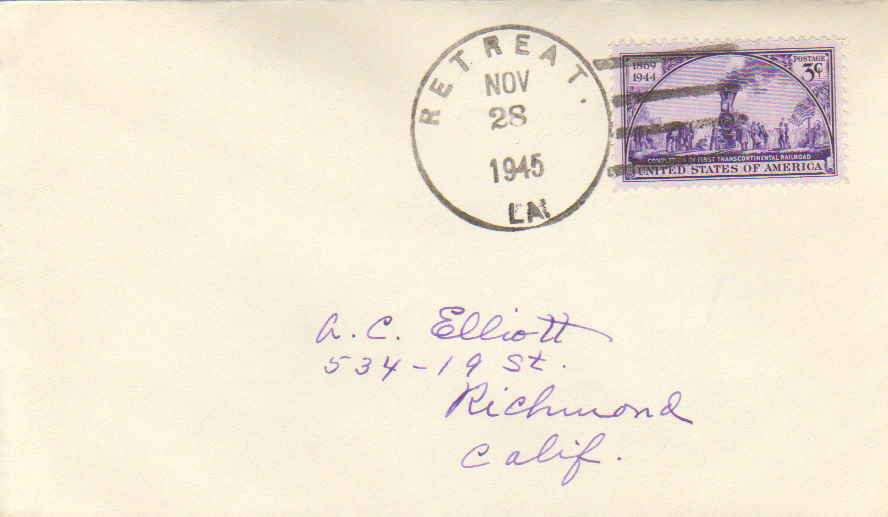 RETREAT.
NOV
28
1945
LA.
1869
1944
POSTAGE
3¢
COMPLETION OF FIRST TRANSCONTINENTAL RAILROAD
UNITED STATES OF AMERICA
A. C. Elliott
534-19 St.
Richmond
Calif.